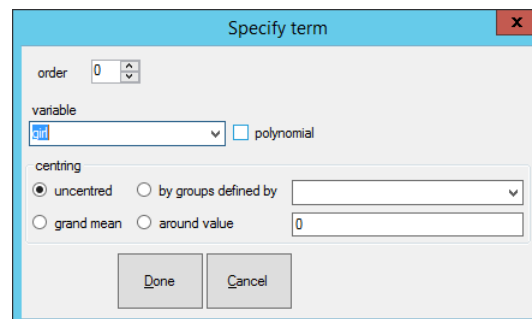 Specify term
x
order 0
variable
girl polynomial
centring
uncentred by groups defined by
grand mean around value 0
Done Cancel